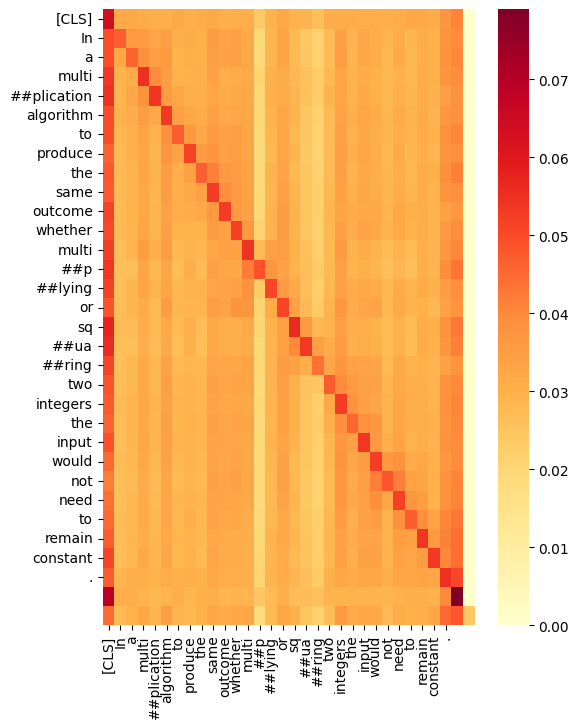 [CLS]
In
a
multi
##plication
algorithm
to
produce
the
same
outcome
whether
multi
##p
##lying
or
sq
##ua
##ring
two
integers
the
input
would
not
need
to
remain
constant
.
[CLS]
In
a
multi
##plication
algorithm
to
produce
the
same
outcome
whether
multi
##p
##lying
or
sq
##ua
##ring
two
integers
the
input
would
not
need
to
remain
constant
.
0.07
0.06
0.05
0.04
0.03
0.02
0.01
0.00